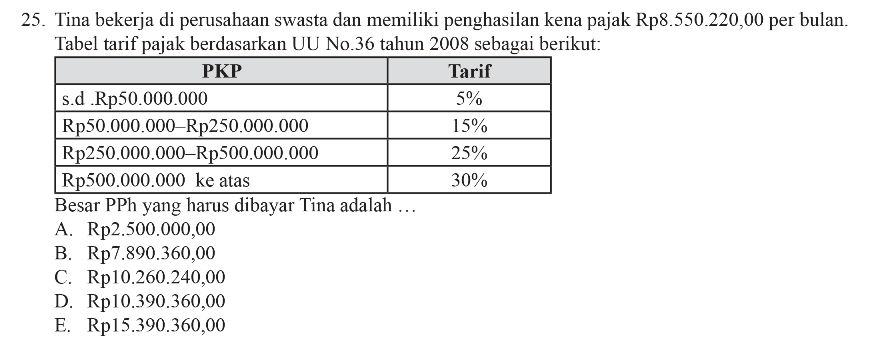 25. Tina bekerja di perusahaan swasta dan memiliki penghasilan kena pajak Rp8.550.220,00 per bulan.
Tabel tarif pajak berdasarkan UU No.36 tahun 2008 sebagai berikut:
PKP Tarif
s.d .Rp50.000.000 5%
Rp50.000.000–Rp250.000.000 15%
Rp250.000.000–Rp500.000.000 25%
Rp500.000.000 ke atas 30%
Besar PPh yang harus dibayar Tina adalah …
A. Rp2.500.000,00
B. Rp7.890.360,00
C. Rp10.260.240,00
D. Rp10.390.360,00
E. Rp15.390.360,00